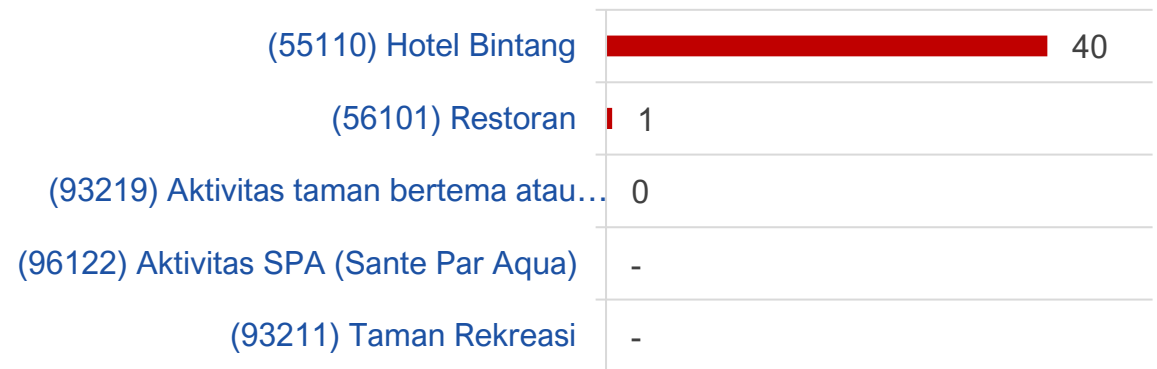 (55110) Hotel Bintang 40
(56101) Restoran 1
(93219) Aktivitas taman bertema atau… 0
(96122) Aktivitas SPA (Sante Par Aqua) -
(93211) Taman Rekreasi -